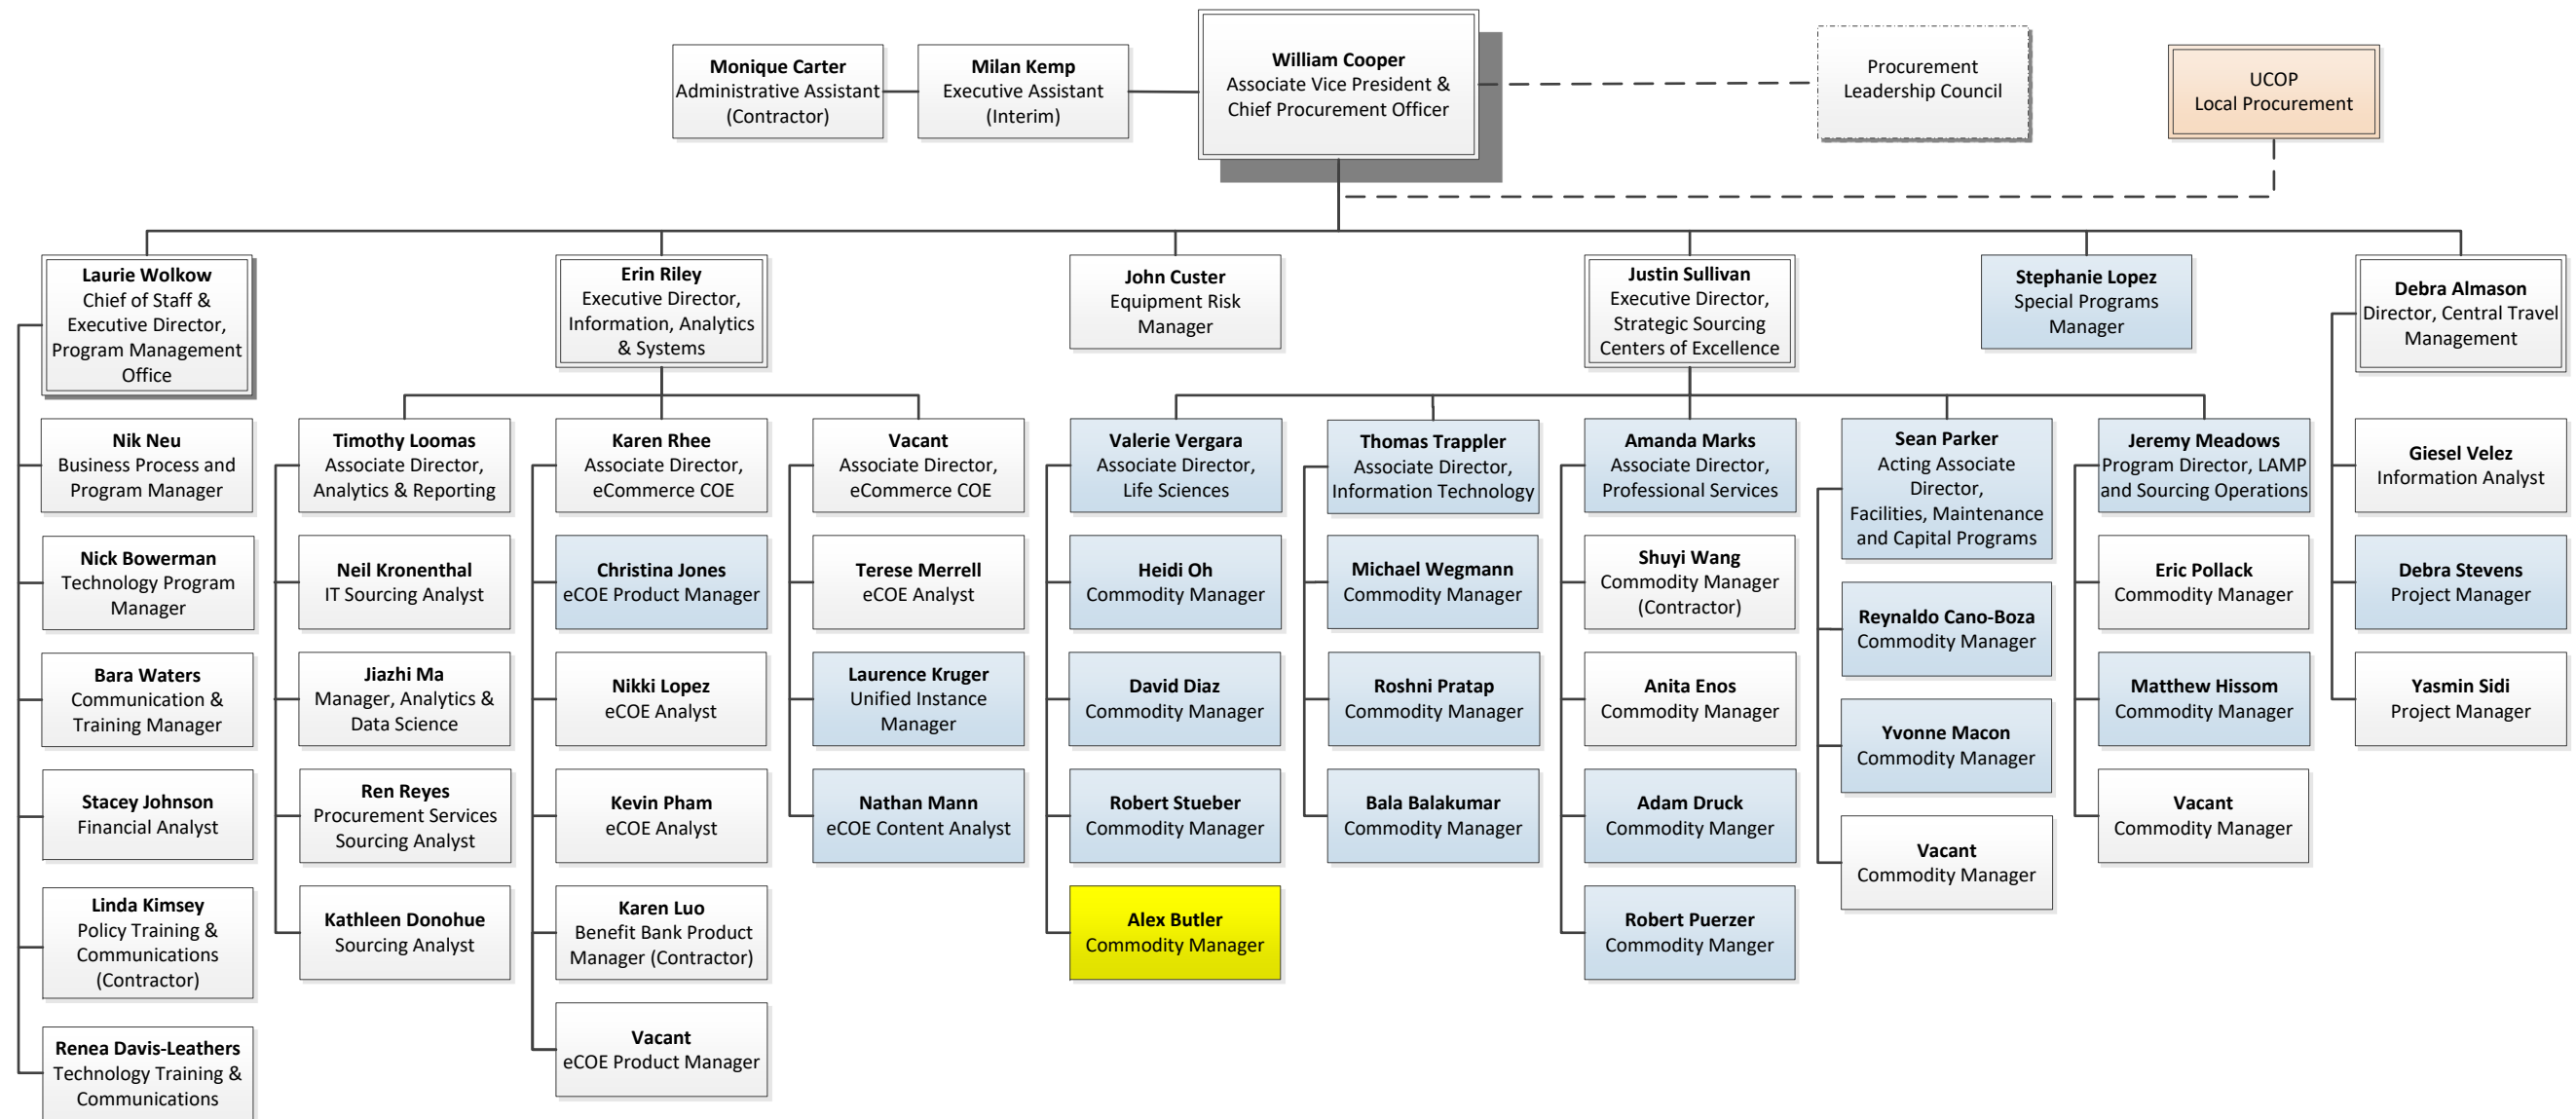 Monique Carter
Administrative Assistant
(Contractor)
Milan Kemp
Executive Assistant
(Interim)
William Cooper
Associate Vice President &
Chief Procurement Officer
Procurement
Leadership Council
UCOP
Local Procurement
Laurie Wolkow
Chief of Staff &
Executive Director,
Program Management
Office
Erin Riley
Executive Director,
Information, Analytics
& Systems
John Custer
Equipment Risk
Manager
Justin Sullivan
Executive Director,
Strategic Sourcing
Centers of Excellence
Stephanie Lopez
Special Programs
Manager
Debra Almason
Director, Central Travel
Management
Nik Neu
Business Process and
Program Manager
Nick Bowerman
Technology Program
Manager
Bara Waters
Communication &
Training Manager
Stacey Johnson
Financial Analyst
Linda Kimsey
Policy Training &
Communications
(Contractor)
Renea Davis-Leathers
Technology Training &
Communications
Timothy Loomas
Associate Director,
Analytics & Reporting
Neil Kronenthal
IT Sourcing Analyst
Jiazhi Ma
Manager, Analytics &
Data Science
Ren Reyes
Procurement Services
Sourcing Analyst
Kathleen Donohue
Sourcing Analyst
Karen Rhee
Associate Director,
eCommerce COE
Christina Jones
eCOE Product Manager
Nikki Lopez
eCOE Analyst
Kevin Pham
eCOE Analyst
Karen Luo
Benefit Bank Product
Manager (Contractor)
Vacant
eCOE Product Manager
Vacant
Associate Director,
eCommerce COE
Terese Merrell
eCOE Analyst
Laurence Kruger
Unified Instance
Manager
Nathan Mann
eCOE Content Analyst
Valerie Vergara
Associate Director,
Life Sciences
Heidi Oh
Commodity Manager
David Diaz
Commodity Manager
Robert Stueber
Commodity Manager
Alex Butler
Commodity Manager
Thomas Trappler
Associate Director,
Information Technology
Michael Wegmann
Commodity Manager
Roshni Pratap
Commodity Manager
Bala Balakumar
Commodity Manager
Amanda Marks
Associate Director,
Professional Services
Shuyi Wang
Commodity Manager
(Contractor)
Anita Enos
Commodity Manager
Adam Druck
Commodity Manger
Robert Puerzer
Commodity Manger
Sean Parker
Acting Associate
Director,
Facilities, Maintenance
and Capital Programs
Reynaldo Cano-Boza
Commodity Manager
Yvonne Macon
Commodity Manager
Vacant
Commodity Manager
Jeremy Meadows
Program Director, LAMP
and Sourcing Operations
Eric Pollack
Commodity Manager
Matthew Hissom
Commodity Manager
Vacant
Commodity Manager
Giesel Velez
Information Analyst
Debra Stevens
Project Manager
Yasmin Sidi
Project Manager